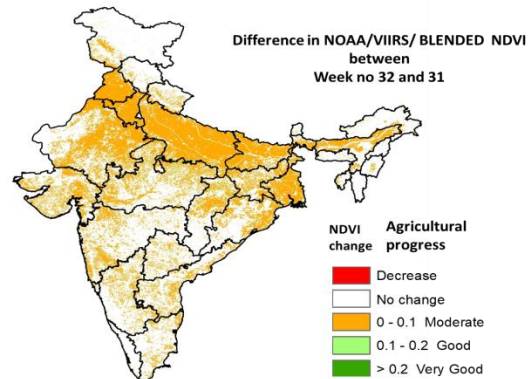 Difference in NOAA/VIIRS/ BLENDED NDVI
between
Week no 32 and 31
NDVI change Agricultural progress
Decrease
No change
0 - 0.1 Moderate
0.1 - 0.2 Good
> 0.2 Very Good